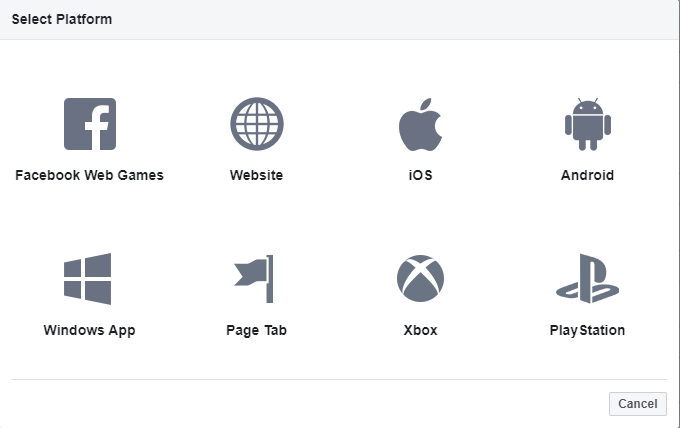 Select Platform
Facebook Web Games
Website
iOS
Android
Windows App
Page Tab
Xbox
PlayStation
Cancel